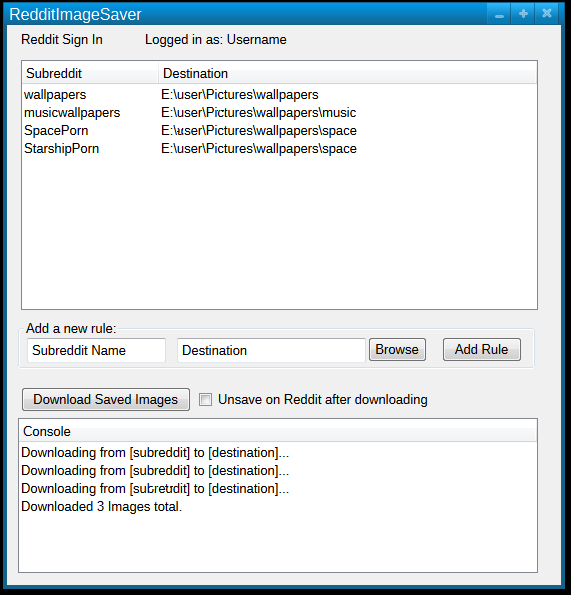 RedditImageSaver
Reddit Sign In Logged in as: Username
Subreddit Destination
wallpapers E:\user\Pictures\wallpapers
musicwallpapers E:\user\Pictures\wallpapers\music
SpacePorn E:\user\Pictures\wallpapers\space
StarshipPorn E:\user\Pictures\wallpapers\space
Add a new rule:
Subreddit Name Destination Browse Add Rule
Download Saved Images Unsave on Reddit after downloading
Console
Downloading from [subreddit] to [destination]...
Downloading from [subreddit] to [destination]...
Downloading from [subretdit] to [destination]...
Downloaded 3 Images total.